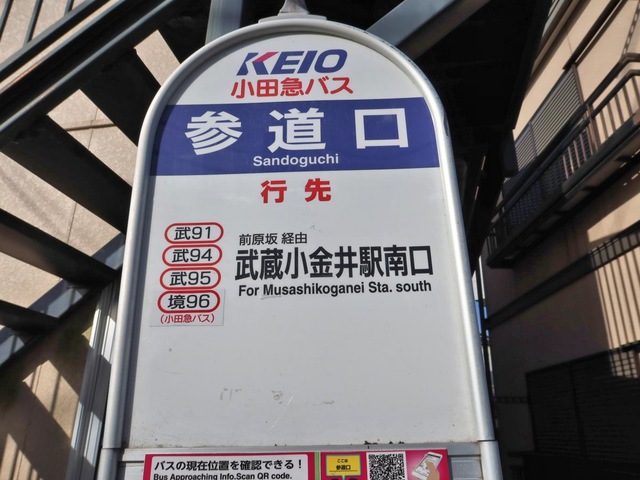 KEIO
小田急バス
参道口
Sandoguchi
行先
武91
武94
武95
境96
(小田急バス)
前原坂 経由
武蔵小金井駅南口
For Musashikoganei Sta. south
バスの現在位置を確認できる!
Bus Approaching Info.Scan QR code.
ここは
参道口